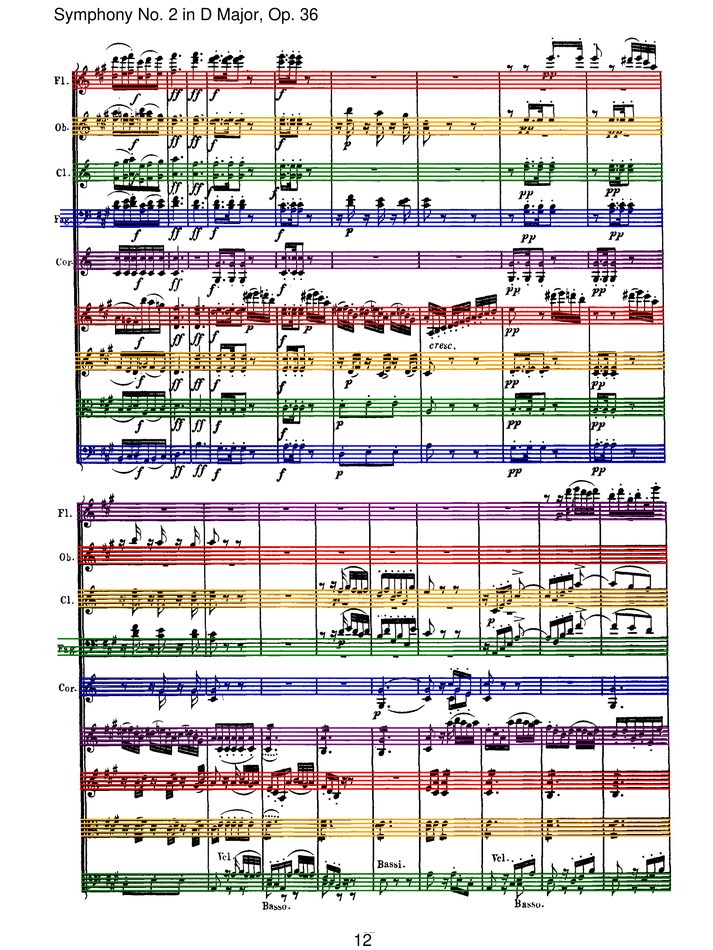 Symphony No. 2 in D Major, Op. 36
Fl.
pp
f ff ff f f
Ob.
pp pp
f ff ff f f p
Cl.
f ff ff f f pp pp
Fag.
f ff ff f f p pp pp
Cor.
f ff ff f f pp pp
f ff ff f p f p cresc. pp
f ff ff f f p pp pp
f ff ff f f p pp pp
f ff ff f f p pp pp
Fl.
p
Ob.
Cl.
p p
Fag.
p
Cor.
p
Vcl. Bassi. Vcl.
Basso. Basso.
12